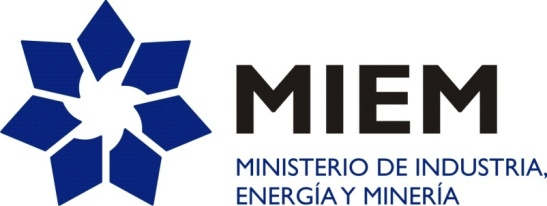 MIEM
MINISTERIO DE INDUSTRIA,
ENERGÍA Y MINERÍA